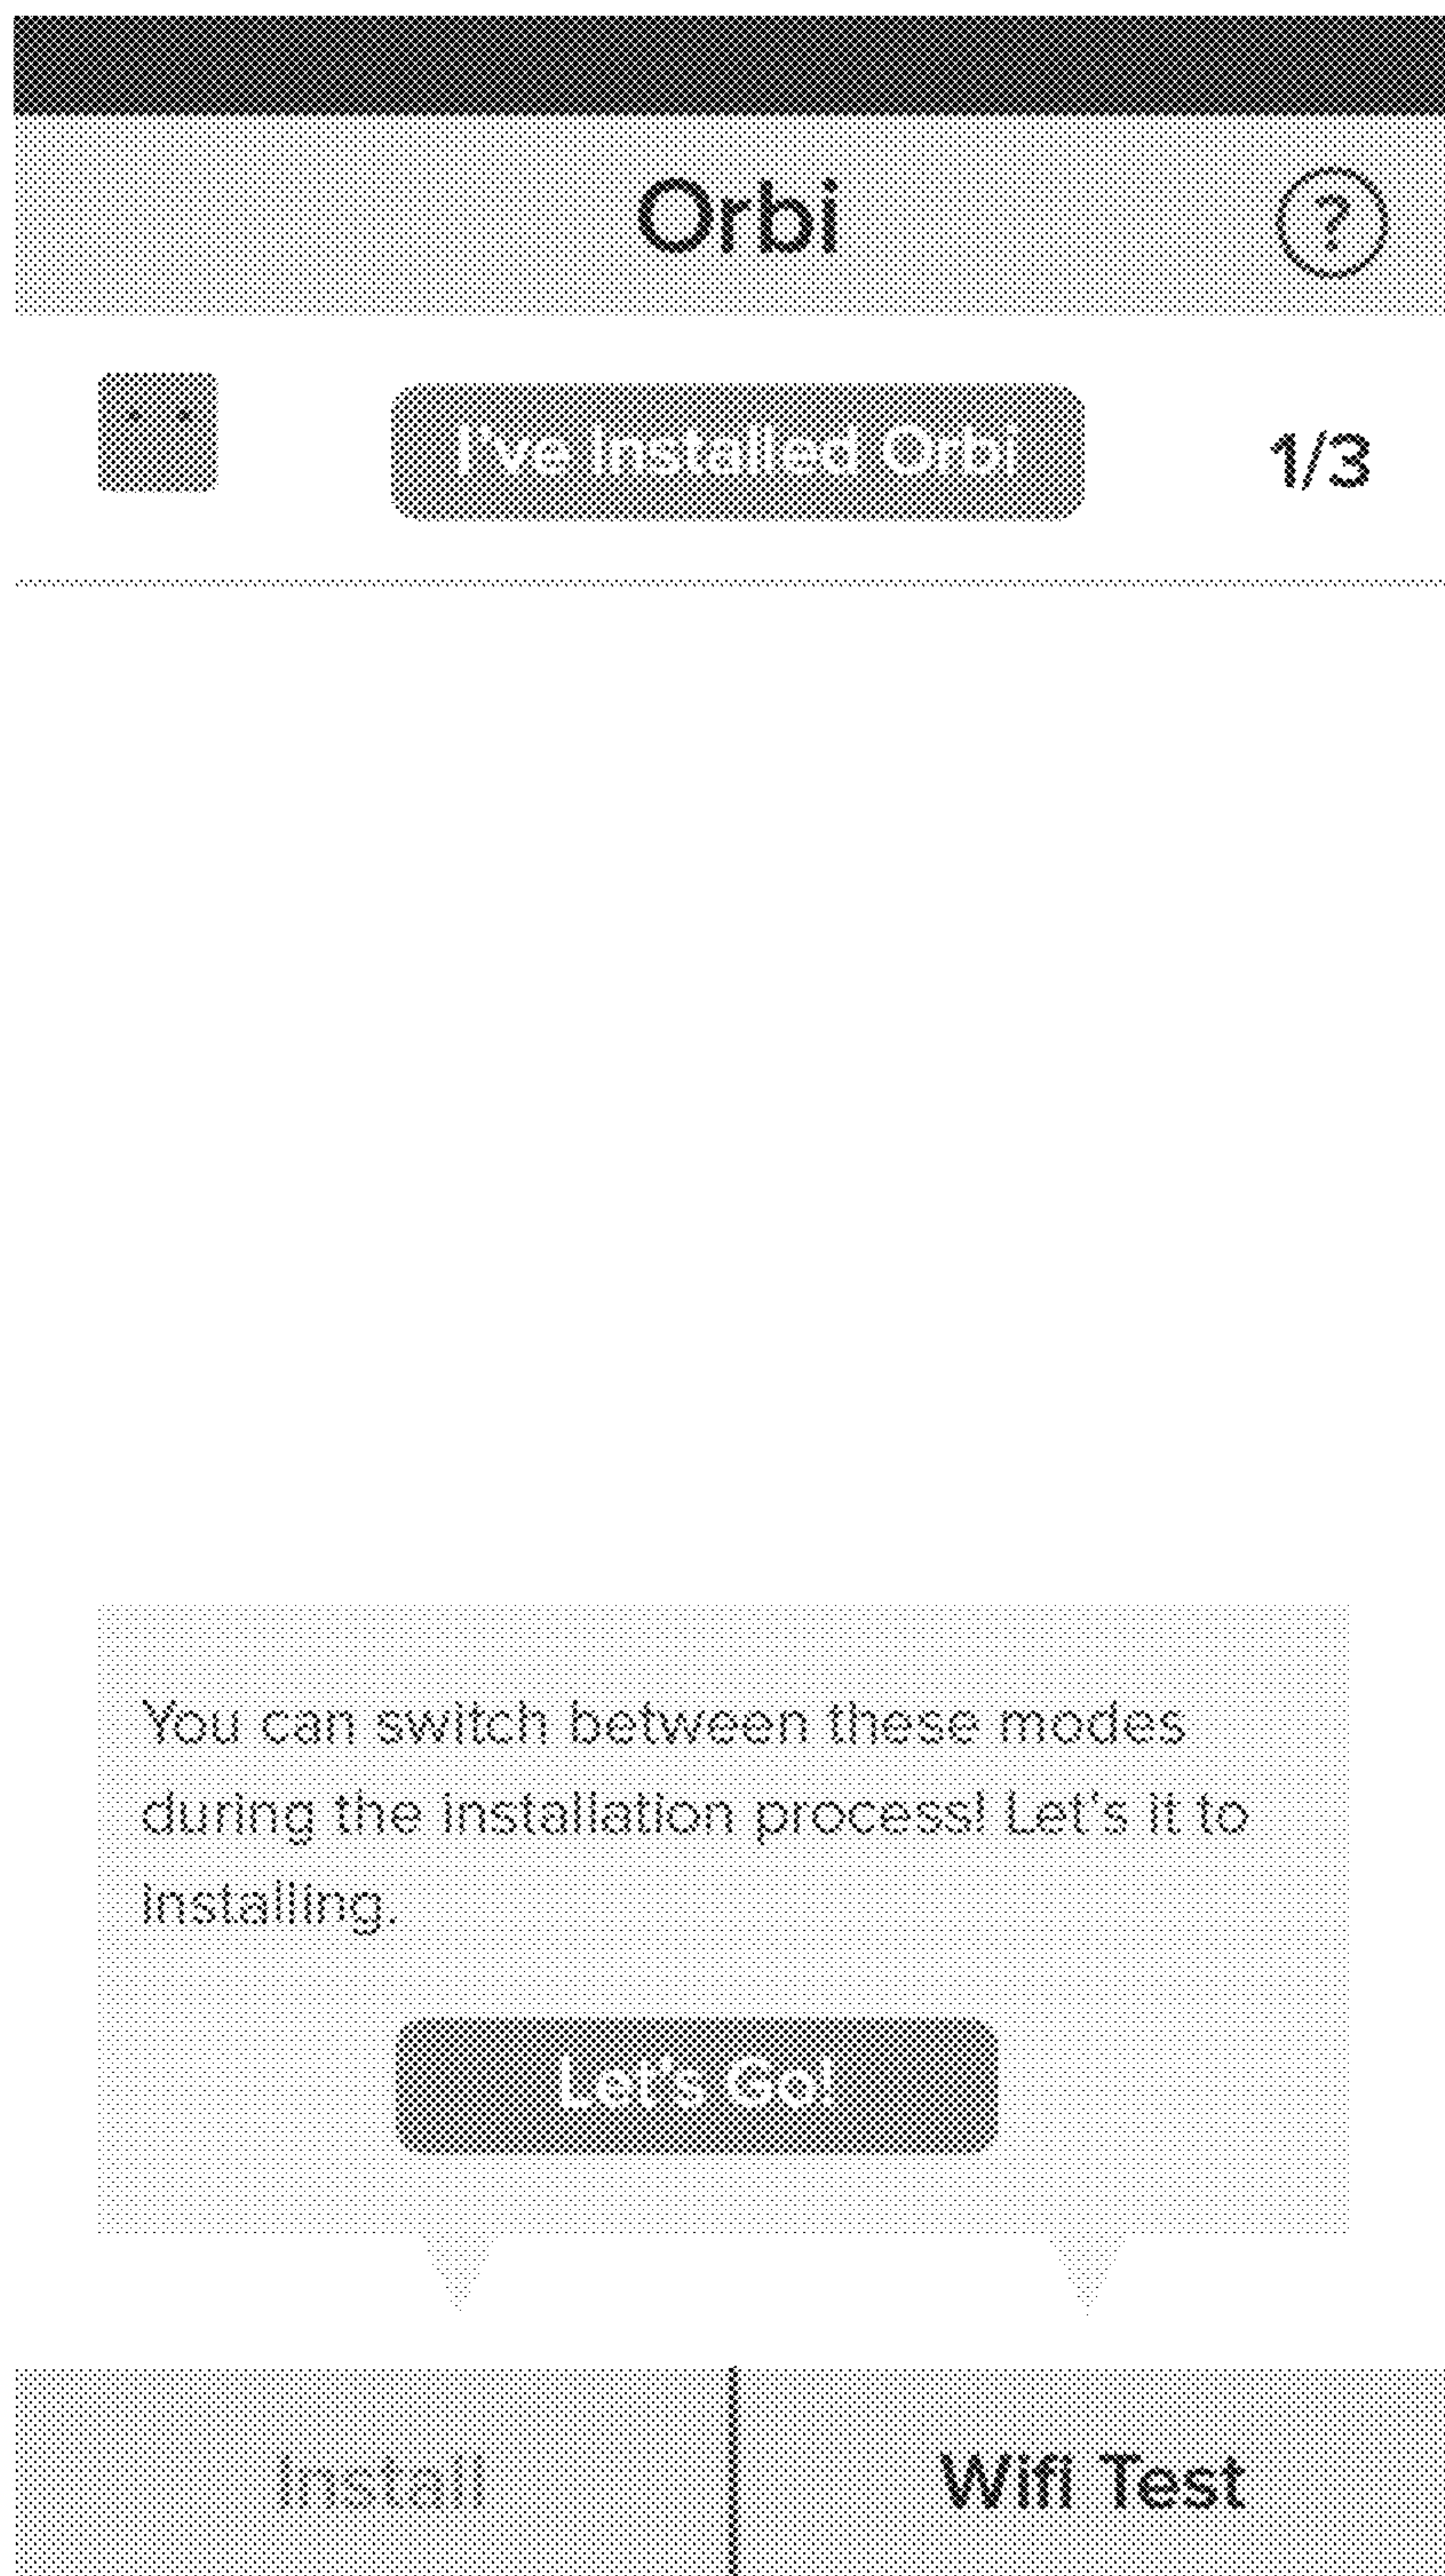 Orbi
?
I've Installed Orbi
1/3
You can switch between these modes
during the installation process! Let's it to
installing.
Let's Go!
Install
Wifi Test